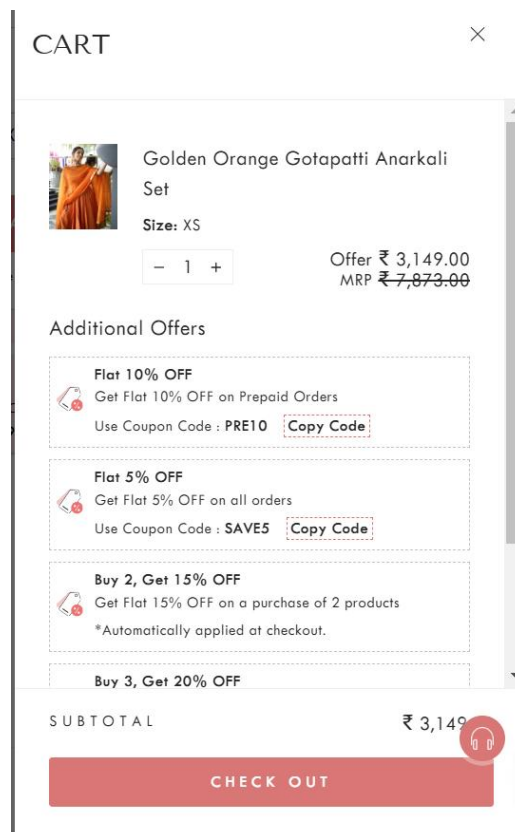 CART
Golden Orange Gotapatti Anarkali
Set
Size: XS
− 1 +
Offer ₹ 3,149.00
MRP ₹ 7,873.00
Additional Offers
Flat 10% OFF
Get Flat 10% OFF on Prepaid Orders
Use Coupon Code : PRE10 Copy Code
Flat 5% OFF
Get Flat 5% OFF on all orders
Use Coupon Code : SAVE5 Copy Code
Buy 2, Get 15% OFF
Get Flat 15% OFF on a purchase of 2 products
*Automatically applied at checkout.
Buy 3, Get 20% OFF
SUBTOTAL ₹ 3,149
CHECK OUT